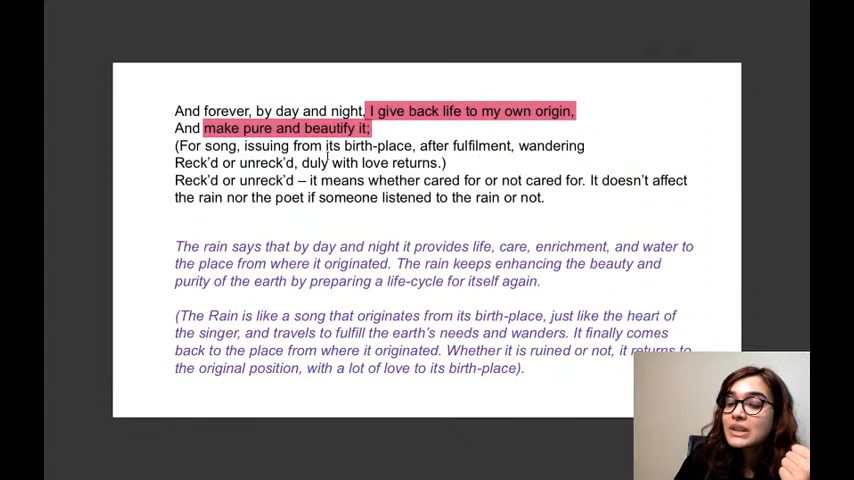 And forever, by day and night, I give back life to my own origin,
And make pure and beautify it;
(For song, issuing from its birth-place, after fulfilment, wandering
Reck’d or unreck’d, duly with love returns.)
Reck’d or unreck’d – it means whether cared for or not cared for. It doesn’t affect
the rain nor the poet if someone listened to the rain or not.
The rain says that by day and night it provides life, care, enrichment, and water to
the place from where it originated. The rain keeps enhancing the beauty and
purity of the earth by preparing a life-cycle for itself again.
(The Rain is like a song that originates from its birth-place, just like the heart of
the singer, and travels to fulfill the earth’s needs and wanders. It finally comes
back to the place from where it originated. Whether it is ruined or not, it returns to
the original position, with a lot of love to its birth-place).